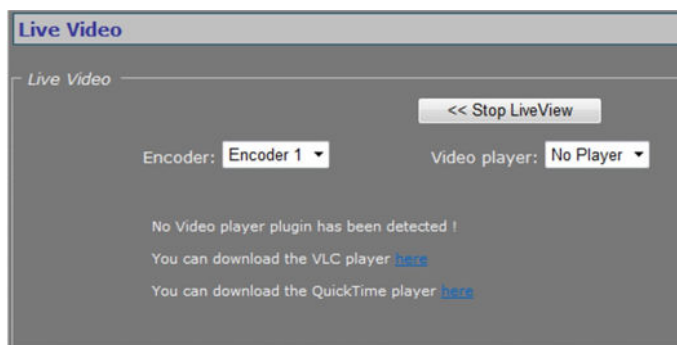 Live Video
Live Video
<< Stop LiveView
Encoder: Encoder 1 Video player: No Player
No Video player plugin has been detected !
You can download the VLC player here
You can download the QuickTime player here